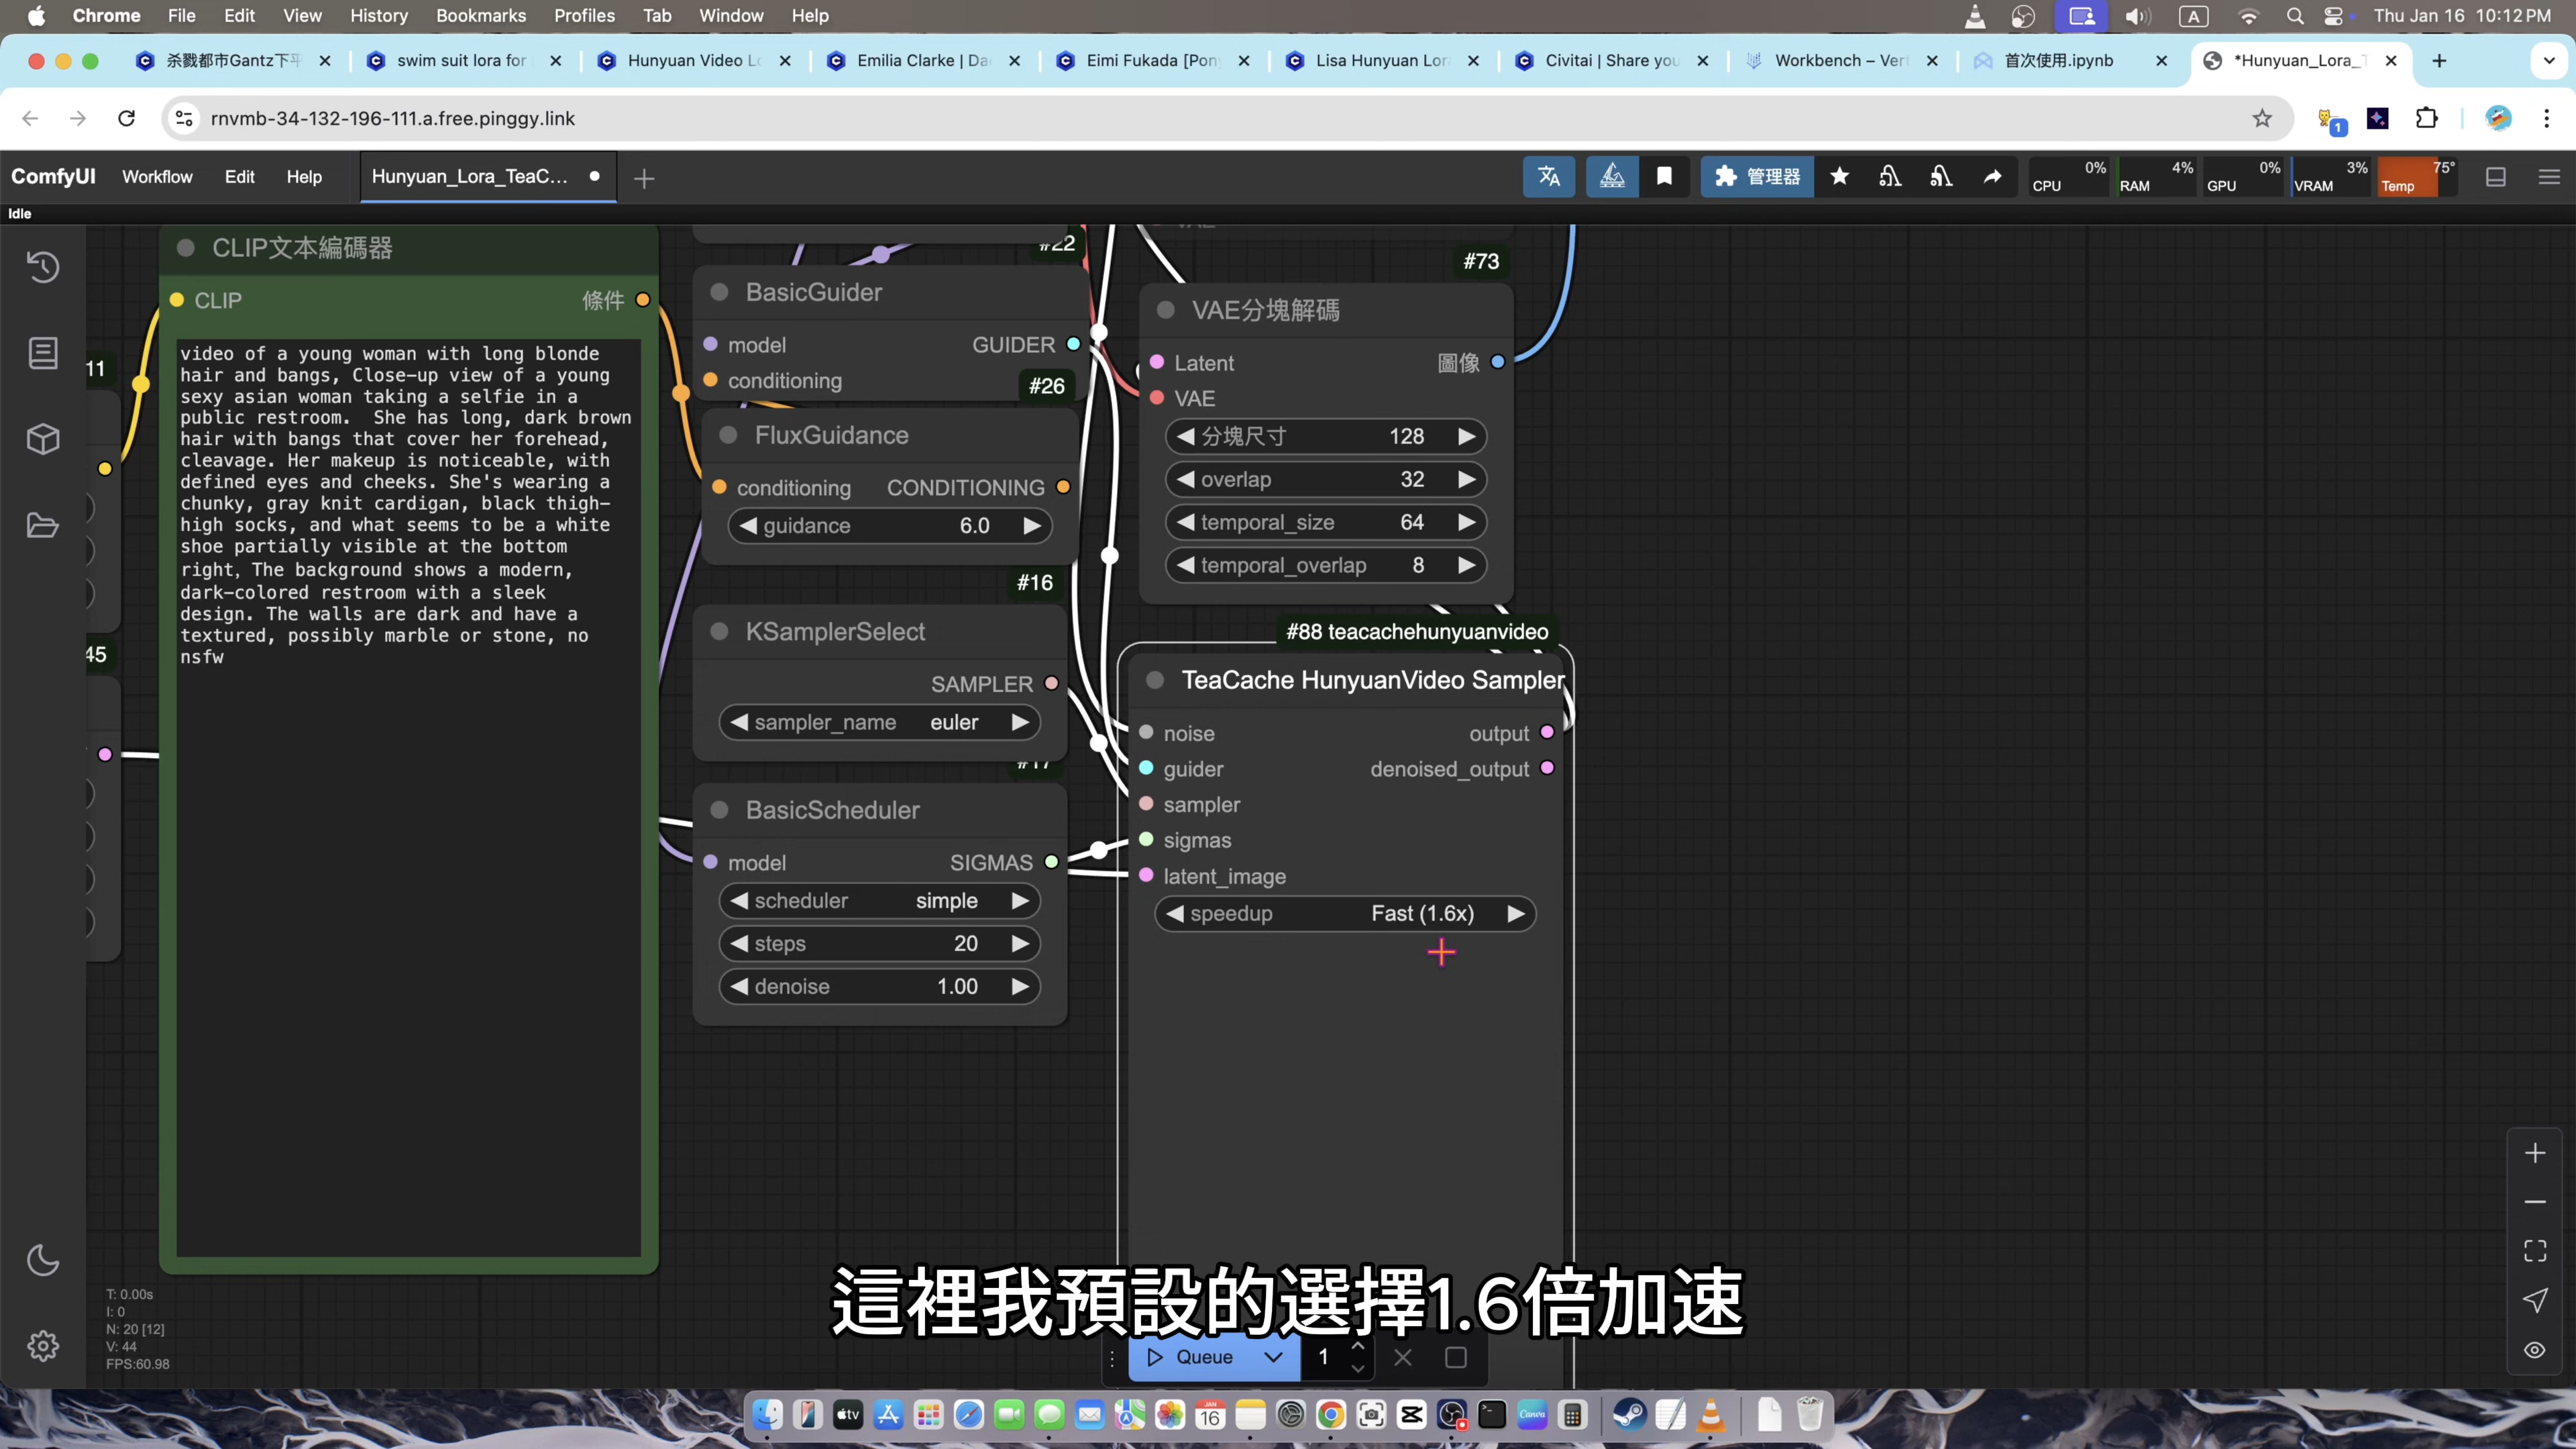 Chrome File Edit View History Bookmarks Profiles Tab Window Help
A Thu Jan 16 10:12 PM
杀戮都市Gantz下平
swim suit lora for
Hunyuan Video Lo
Emilia Clarke | Da
Eimi Fukada [Pony
Lisa Hunyuan Lor
Civitai | Share you
Workbench – Vert
首次使用.ipynb
*Hunyuan_Lora_T
rnvmb-34-132-196-111.a.free.pinggy.link
1
ComfyUI Workflow Edit Help
Hunyuan_Lora_TeaC...
管理器
CPU 0%
RAM 4%
GPU 0%
VRAM 3%
Temp 75°
Idle
CLIP文本編碼器
CLIP 條件
video of a young woman with long blonde
hair and bangs, Close-up view of a young
sexy asian woman taking a selfie in a
public restroom. She has long, dark brown
hair with bangs that cover her forehead,
cleavage. Her makeup is noticeable, with
defined eyes and cheeks. She's wearing a
chunky, gray knit cardigan, black thigh-
high socks, and what seems to be a white
shoe partially visible at the bottom
right, The background shows a modern,
dark-colored restroom with a sleek
design. The walls are dark and have a
textured, possibly marble or stone, no
nsfw
11
45
#22
BasicGuider
model GUIDER
conditioning
#26
FluxGuidance
conditioning CONDITIONING
guidance 6.0
#16
KSamplerSelect
SAMPLER
sampler_name euler
#17
BasicScheduler
model SIGMAS
scheduler simple
steps 20
denoise 1.00
VAE
#73
VAE分塊解碼
Latent 圖像
VAE
分塊尺寸 128
overlap 32
temporal_size 64
temporal_overlap 8
#88 teacachehunyuanvideo
TeaCache HunyuanVideo Sampler
noise output
guider denoised_output
sampler
sigmas
latent_image
speedup Fast (1.6x)
T: 0.00s
I: 0
N: 20 [12]
V: 44
FPS:60.98
這裡我預設的選擇1.6倍加速
Queue 1
tv
JAN
16
Canva